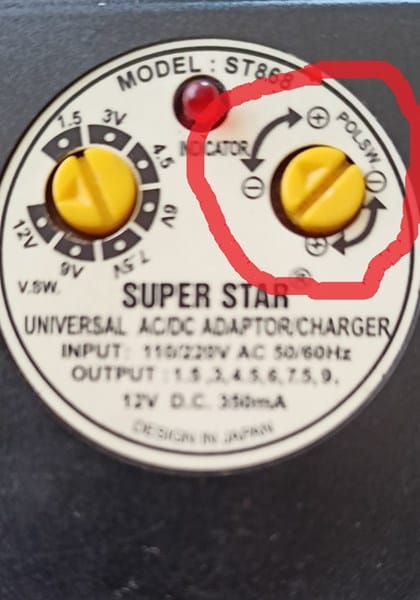 MODEL : ST868
INDICATOR
POLSW
⊕
⊖
⊖
⊕
1.5
3V
4.5
6V
7.5V
9V
12V
V.SW.
®
SUPER STAR
UNIVERSAL AC/DC ADAPTOR/CHARGER
INPUT: 110/220V AC 50/60Hz
OUTPUT : 1.5 ,3, 4.5, 6, 7.5, 9,
12V D.C. 350mA
DESIGN IN JAPAN